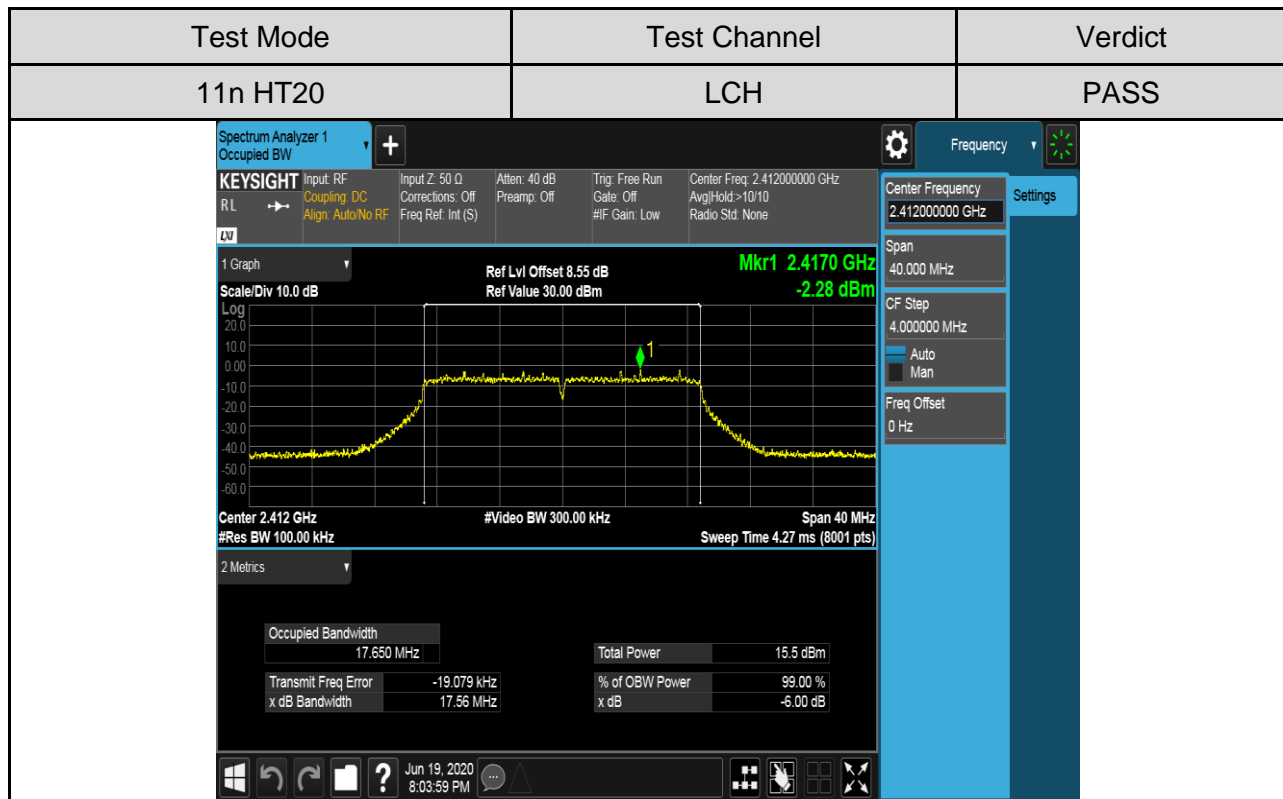 Test Mode Test Channel Verdict
11n HT20 LCH PASS
Spectrum Analyzer 1
Occupied BW
+
Frequency
KEYSIGHT Input: RF Input Z: 50 Ω Atten: 40 dB Trig: Free Run Center Freq: 2.412000000 GHz
R L Coupling: DC Corrections: Off Preamp: Off Gate: Off Avg|Hold:>10/10
Align: Auto/No RF Freq Ref: Int (S) #IF Gain: Low Radio Std: None
LXI
Center Frequency
2.412000000 GHz
Settings
Span
40.000 MHz
CF Step
4.000000 MHz
Auto
Man
Freq Offset
0 Hz
1 Graph
Ref Lvl Offset 8.55 dB
Mkr1 2.4170 GHz
Scale/Div 10.0 dB Ref Value 30.00 dBm -2.28 dBm
Log
20.0
10.0
1
0.00
-10.0
-20.0
-30.0
-40.0
-50.0
-60.0
Center 2.412 GHz #Video BW 300.00 kHz Span 40 MHz
#Res BW 100.00 kHz Sweep Time 4.27 ms (8001 pts)
2 Metrics
Occupied Bandwidth
17.650 MHz Total Power 15.5 dBm
Transmit Freq Error -19.079 kHz % of OBW Power 99.00 %
x dB Bandwidth 17.56 MHz x dB -6.00 dB
?
Jun 19, 2020
8:03:59 PM